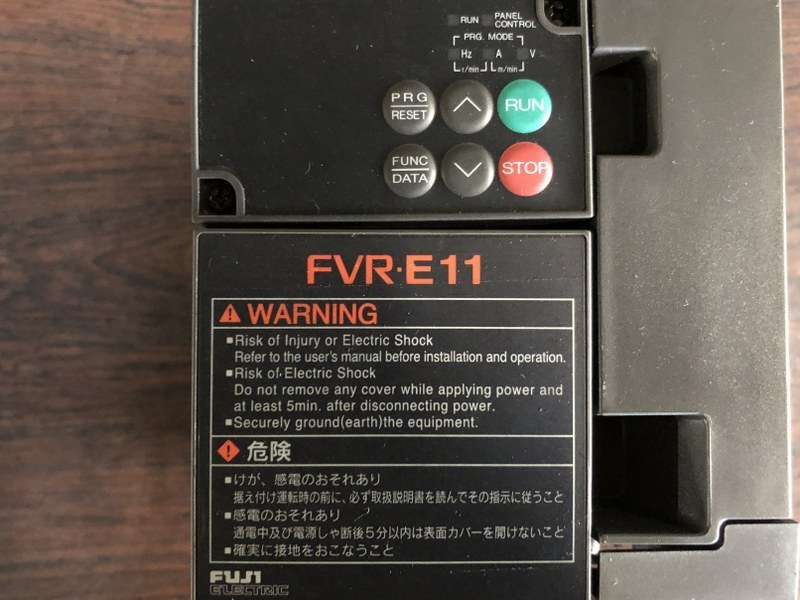 RUN PANEL CONTROL
PRG. MODE
Hz A V
r/min m/min
PRG RESET
RUN
FUNC DATA
STOP
FVR·E11
WARNING
■Risk of Injury or Electric Shock
Refer to the user's manual before installation and operation.
■Risk of Electric Shock
Do not remove any cover while applying power and
at least 5min. after disconnecting power.
■Securely ground(earth)the equipment.
危険
■けが、感電のおそれあり
据え付け運転時の前に、必ず取扱説明書を読んでその指示に従うこと
■感電のおそれあり
通電中及び電源しゃ断後5分以内は表面カバーを開けないこと
■確実に接地をおこなうこと
FUJI
ELECTRIC